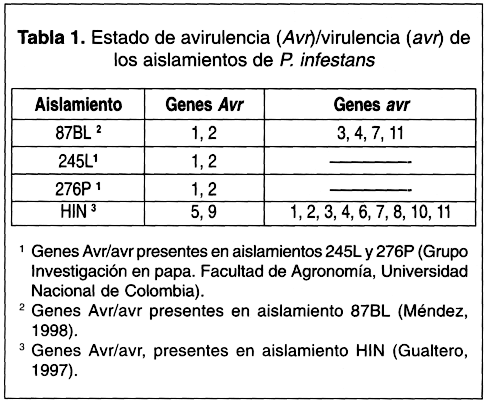 Tabla 1. Estado de avirulencia (Avr)/virulencia (avr) de
los aislamientos de P. infestans
Aislamiento Genes Avr Genes avr
87BL ² 1, 2 3, 4, 7, 11
245L¹ 1, 2 ————
276P ¹ 1, 2 ————
HIN ³ 5, 9 1, 2, 3, 4, 6, 7, 8, 10, 11
¹ Genes Avr/avr presentes en aislamientos 245L y 276P (Grupo
Investigación en papa. Facultad de Agronomía, Universidad
Nacional de Colombia).
² Genes Avr/avr presentes en aislamiento 87BL (Méndez,
1998).
³ Genes Avr/avr, presentes en aislamiento HIN (Gualtero,
1997).